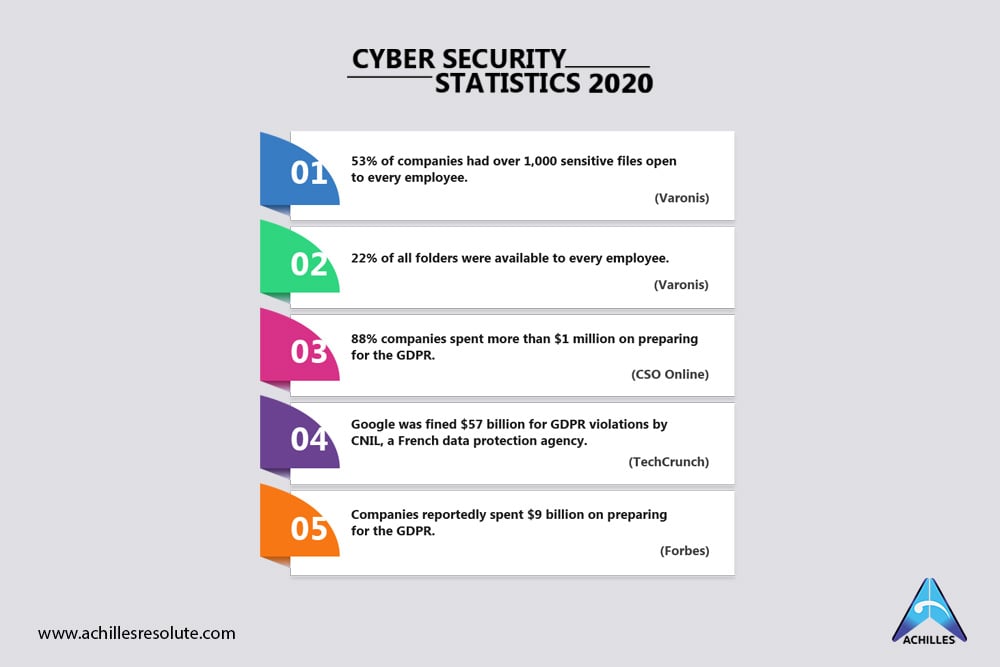 CYBER SECURITY
STATISTICS 2020
01
53% of companies had over 1,000 sensitive files open
to every employee.
(Varonis)
02
22% of all folders were available to every employee.
(Varonis)
03
88% companies spent more than $1 million on preparing
for the GDPR.
(CSO Online)
04
Google was fined $57 billion for GDPR violations by
CNIL, a French data protection agency.
(TechCrunch)
05
Companies reportedly spent $9 billion on preparing
for the GDPR.
(Forbes)
www.achillesresolute.com
ACHILLES